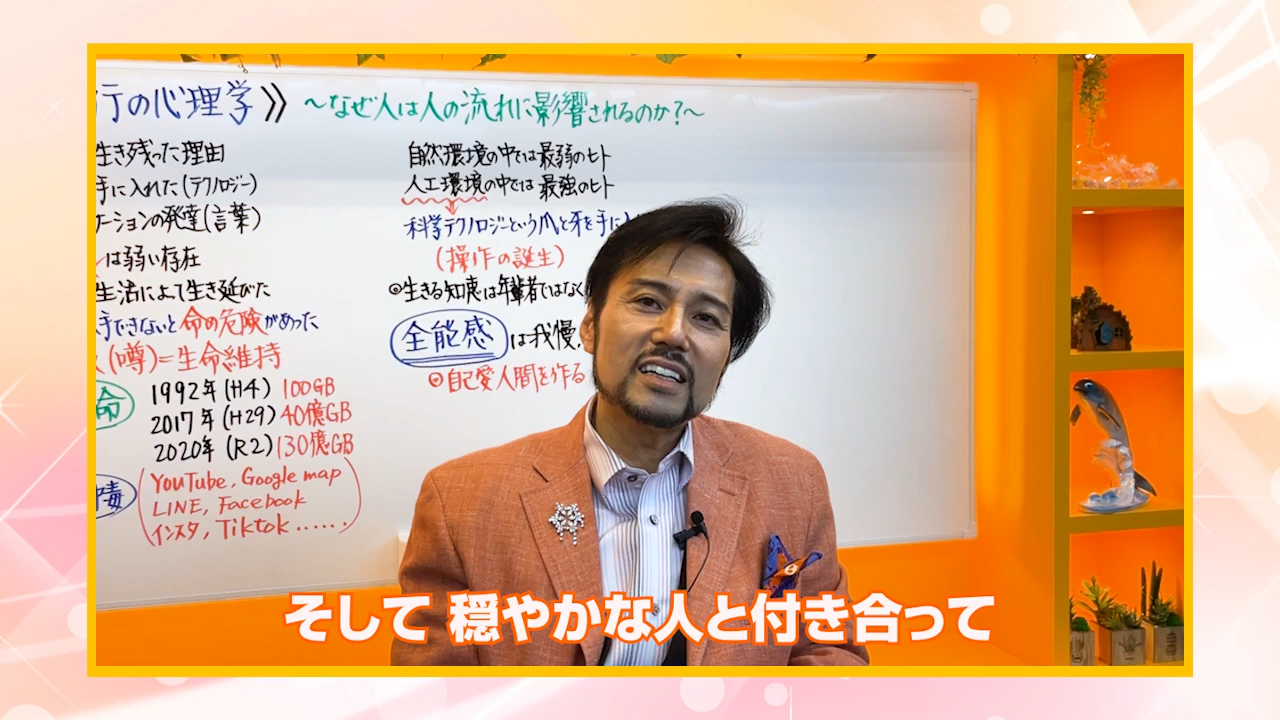 行の心理学》 〜なぜ人は人の流れに影響されるのか?〜
生き残った理由
手に入れた(テクノロジー)
ケーションの発達(言葉)
は弱い存在
生活によって生き延びた
手できないと命の危険があった
(噂)=生命維持
命
1992年(H4) 100GB
2017年(H29) 40億GB
2020年(R2) 130億GB
YouTube, Google map
LINE, Facebook
インスタ, Tiktok ......
自然環境の中では最弱のヒト
人工環境の中では最強のヒト
科学テクノロジーという爪と牙を手に
(操作の誕生)
◎生きる知恵は年輩者ではなく
全能感は我慢
◎自己愛人間を作る
そして 穏やかな人と付き合って